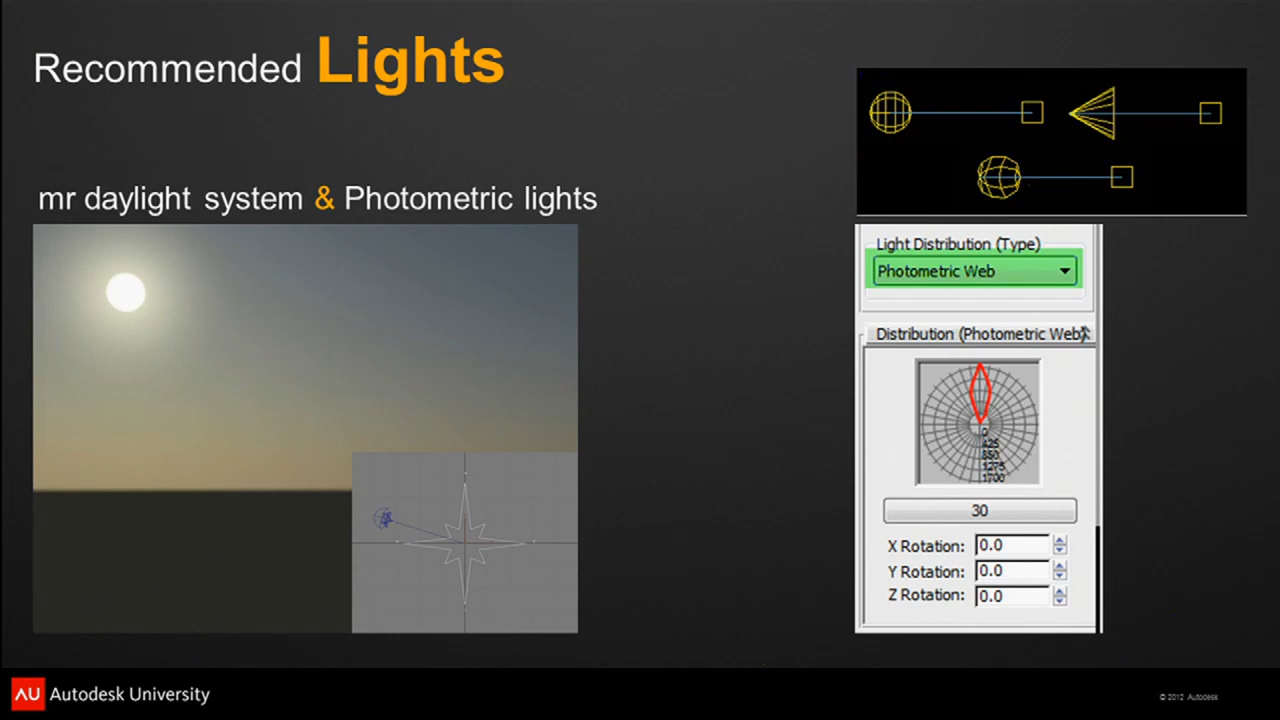 Recommended Lights
mr daylight system & Photometric lights
Light Distribution (Type)
Photometric Web
Distribution (Photometric Web)
0
425
850
1275
1700
30
X Rotation: 0.0
Y Rotation: 0.0
Z Rotation: 0.0
AU Autodesk University
© 2012 Autodesk